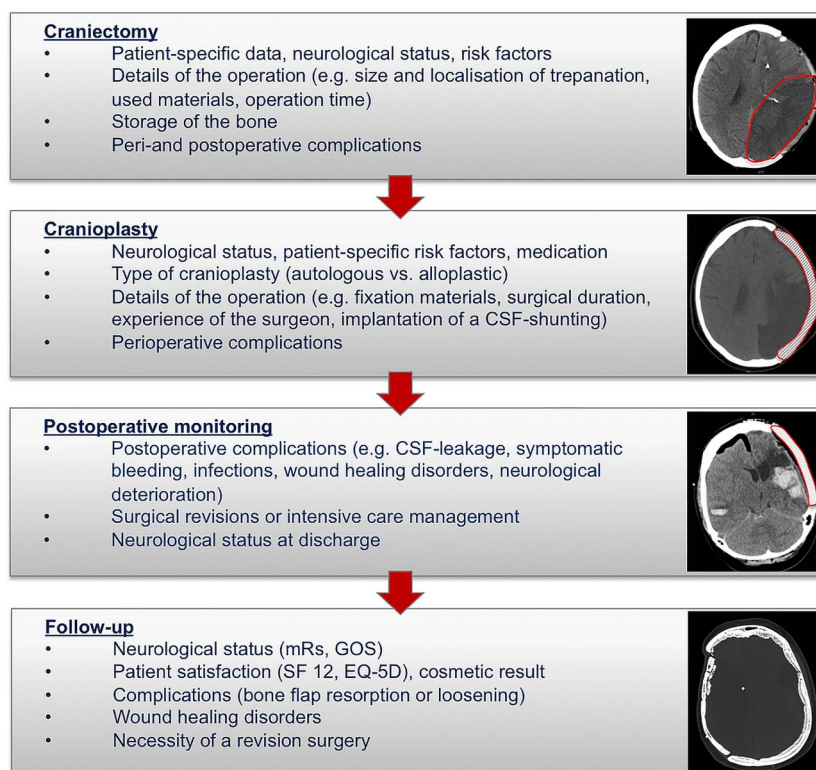 Craniectomy
• Patient-specific data, neurological status, risk factors
• Details of the operation (e.g. size and localisation of trepanation,
used materials, operation time)
• Storage of the bone
• Peri-and postoperative complications
Cranioplasty
• Neurological status, patient-specific risk factors, medication
• Type of cranioplasty (autologous vs. alloplastic)
• Details of the operation (e.g. fixation materials, surgical duration,
experience of the surgeon, implantation of a CSF-shunting)
• Perioperative complications
Postoperative monitoring
• Postoperative complications (e.g. CSF-leakage, symptomatic
bleeding, infections, wound healing disorders, neurological
deterioration)
• Surgical revisions or intensive care management
• Neurological status at discharge
Follow-up
• Neurological status (mRs, GOS)
• Patient satisfaction (SF 12, EQ-5D), cosmetic result
• Complications (bone flap resorption or loosening)
• Wound healing disorders
• Necessity of a revision surgery